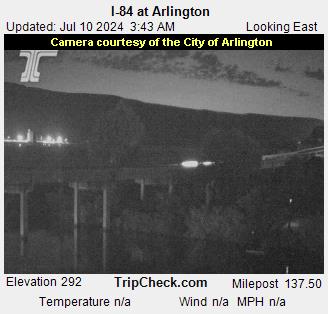 I-84 at Arlington
Updated: Jul 10 2024 3:43 AM Looking East
Camera courtesy of the City of Arlington
Elevation 292 TripCheck.com Milepost 137.50
Temperature n/a Wind n/a MPH n/a